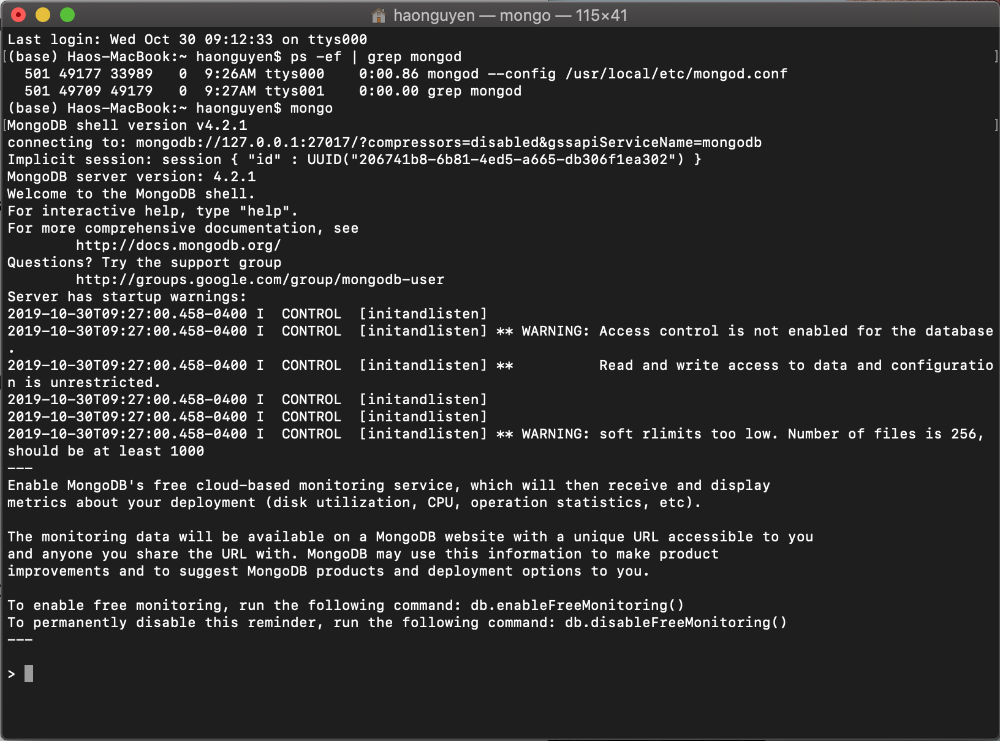 haonguyen — mongo — 115×41
Last login: Wed Oct 30 09:12:33 on ttys000
[(base) Haos-MacBook:~ haonguyen$ ps -ef | grep mongod ]
  501 49177 33989   0  9:26AM ttys000    0:00.86 mongod --config /usr/local/etc/mongod.conf
  501 49709 49179   0  9:27AM ttys001    0:00.00 grep mongod
(base) Haos-MacBook:~ haonguyen$ mongo
[MongoDB shell version v4.2.1 ]
connecting to: mongodb://127.0.0.1:27017/?compressors=disabled&gssapiServiceName=mongodb
Implicit session: session { "id" : UUID("206741b8-6b81-4ed5-a665-db306f1ea302") }
MongoDB server version: 4.2.1
Welcome to the MongoDB shell.
For interactive help, type "help".
For more comprehensive documentation, see
        http://docs.mongodb.org/
Questions? Try the support group
        http://groups.google.com/group/mongodb-user
Server has startup warnings:
2019-10-30T09:27:00.458-0400 I  CONTROL  [initandlisten]
2019-10-30T09:27:00.458-0400 I  CONTROL  [initandlisten] ** WARNING: Access control is not enabled for the database
.
2019-10-30T09:27:00.458-0400 I  CONTROL  [initandlisten] **          Read and write access to data and configuratio
n is unrestricted.
2019-10-30T09:27:00.458-0400 I  CONTROL  [initandlisten]
2019-10-30T09:27:00.458-0400 I  CONTROL  [initandlisten]
2019-10-30T09:27:00.458-0400 I  CONTROL  [initandlisten] ** WARNING: soft rlimits too low. Number of files is 256,
should be at least 1000
---
Enable MongoDB's free cloud-based monitoring service, which will then receive and display
metrics about your deployment (disk utilization, CPU, operation statistics, etc).

The monitoring data will be available on a MongoDB website with a unique URL accessible to you
and anyone you share the URL with. MongoDB may use this information to make product
improvements and to suggest MongoDB products and deployment options to you.

To enable free monitoring, run the following command: db.enableFreeMonitoring()
To permanently disable this reminder, run the following command: db.disableFreeMonitoring()
---

>